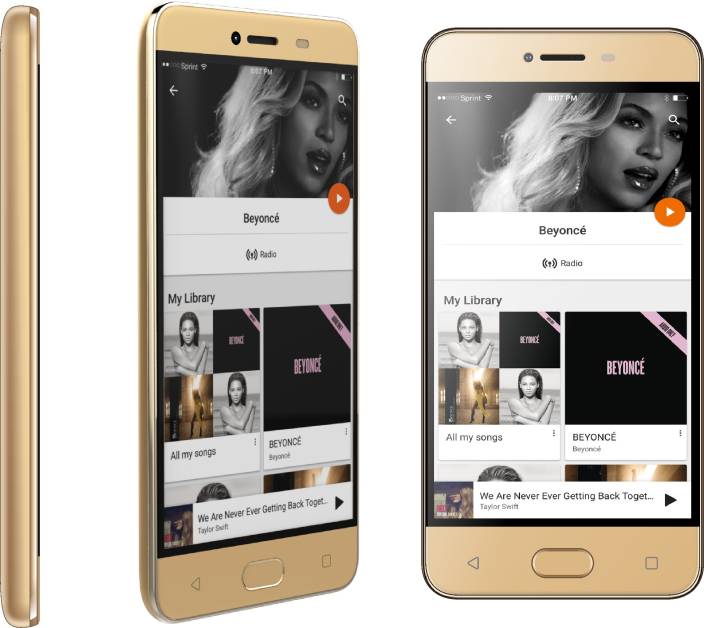 Sprint 8:07 PM
Beyoncé
Radio
My Library
BEYONCÉ
BEYONCÉ
All my songs
BEYONCÉ
Beyoncé
We Are Never Ever Getting Back Toget...
Taylor Swift
Sprint 8:07 PM
Beyoncé
Radio
My Library
BEYONCÉ
BEYONCÉ
All my songs
BEYONCÉ
Beyoncé
We Are Never Ever Getting Back Toget...
Taylor Swift